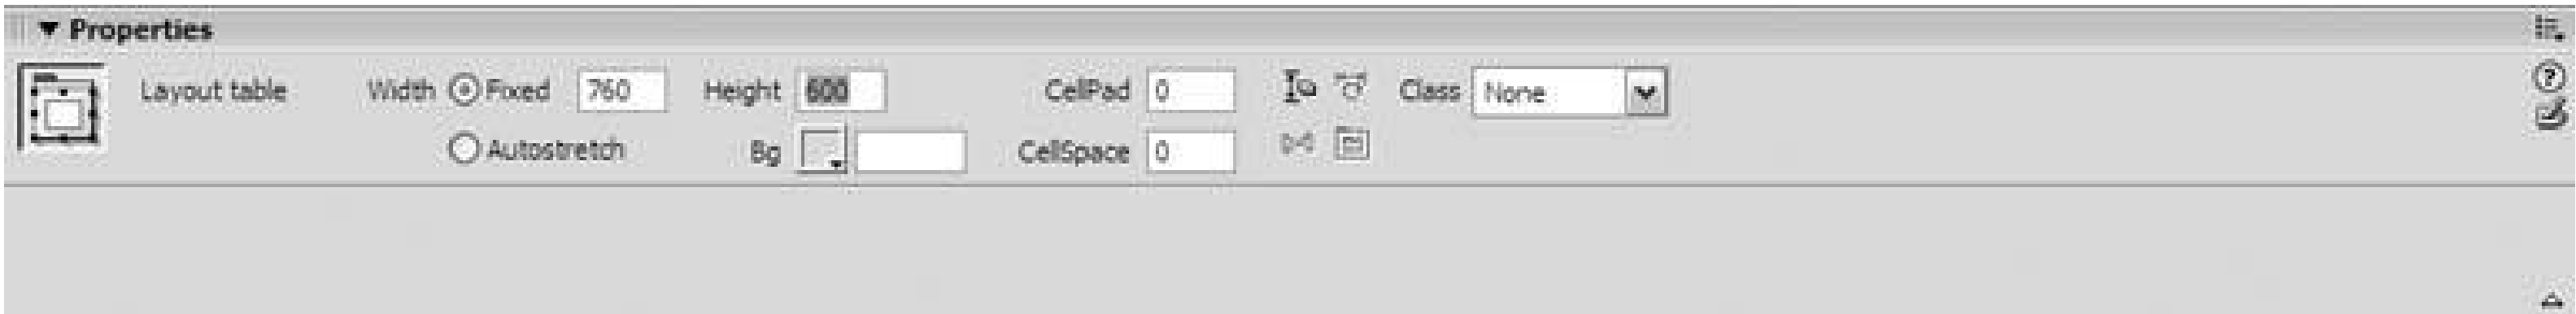 Properties
Layout table Width Fixed 760 Height 600 CellPad 0 Class None
Autostretch Bg CellSpace 0